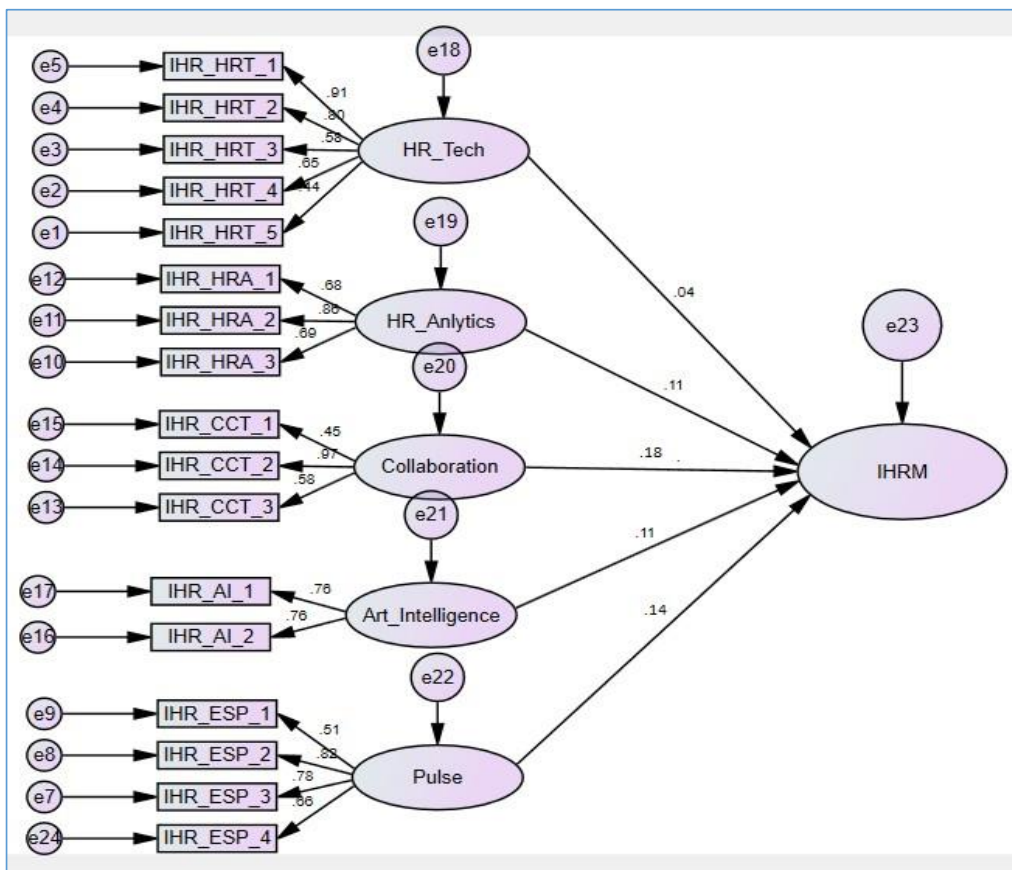 e18
e5
IHR_HRT_1
.91
e4
IHR_HRT_2
.80
e3
IHR_HRT_3
.58
HR_Tech
e2
IHR_HRT_4
.65
e1
IHR_HRT_5
.44
e19
e12
IHR_HRA_1
.68
.04
e11
IHR_HRA_2
.86
HR_Anlytics
e10
IHR_HRA_3
.69
e23
e20
.11
e15
IHR_CCT_1
.45
e14
IHR_CCT_2
.97
Collaboration
.18
IHRM
e13
IHR_CCT_3
.58
e21
.11
e17
IHR_AI_1
.76
Art_Intelligence
e16
IHR_AI_2
.76
.14
e22
e9
IHR_ESP_1
.51
e8
IHR_ESP_2
.82
Pulse
e7
IHR_ESP_3
.78
e24
IHR_ESP_4
.66